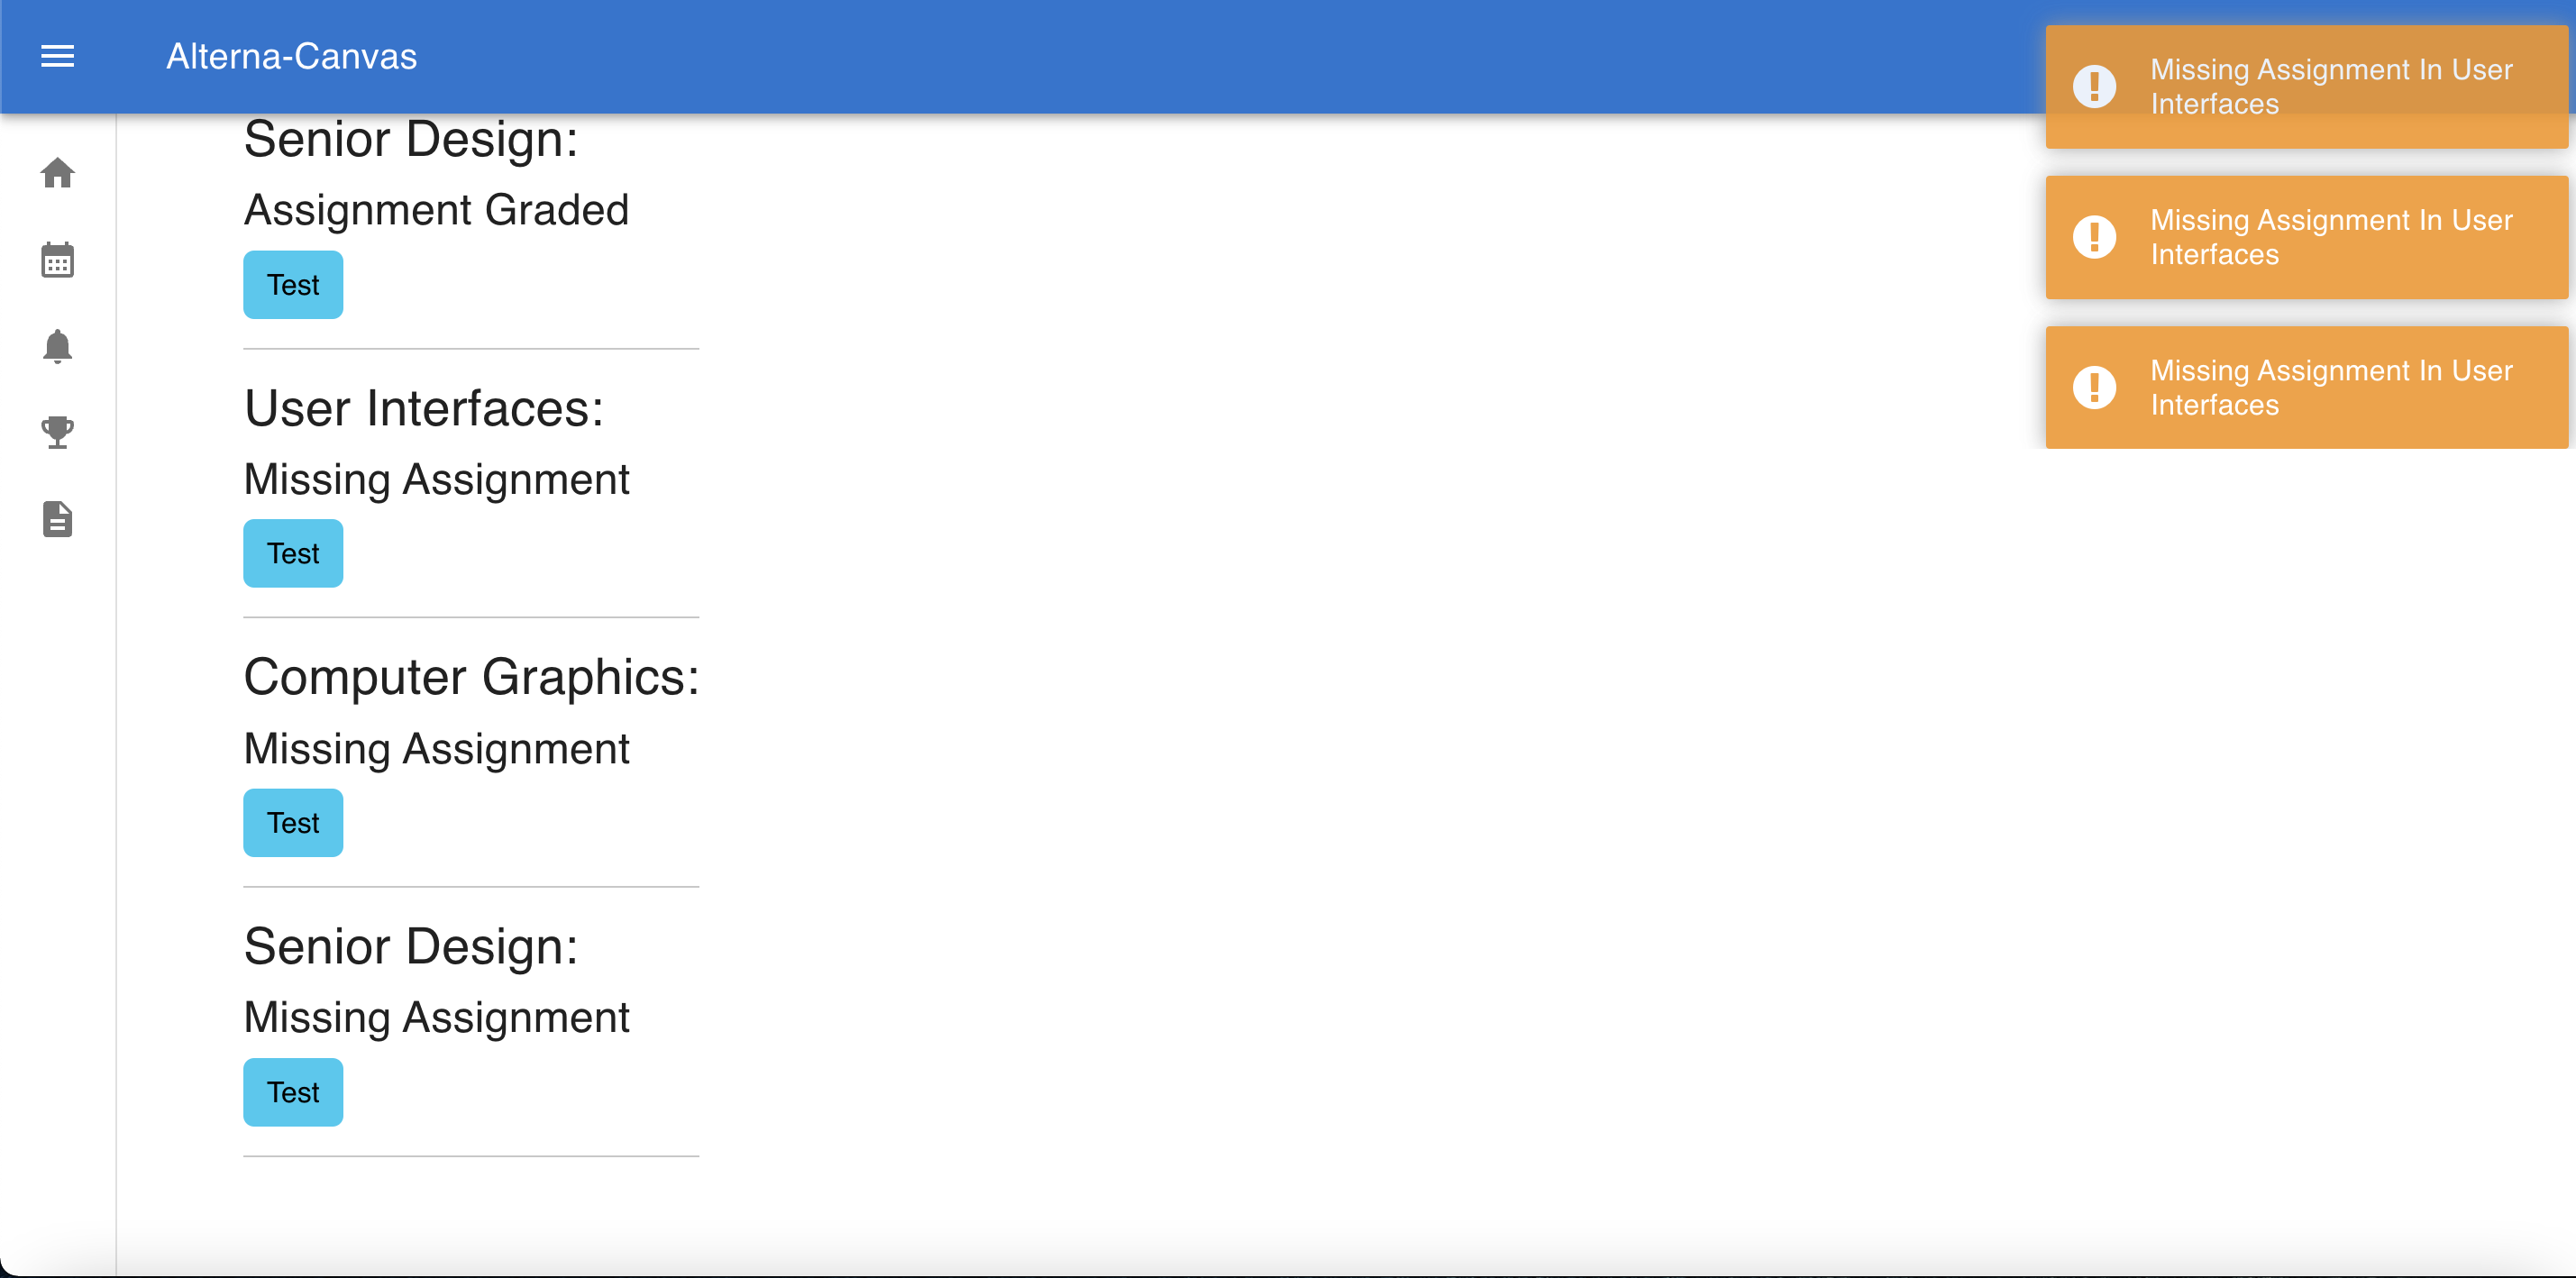 Alterna-Canvas
Senior Design:
Assignment Graded
Test
User Interfaces:
Missing Assignment
Test
Computer Graphics:
Missing Assignment
Test
Senior Design:
Missing Assignment
Test
Missing Assignment In User
Interfaces
Missing Assignment In User
Interfaces
Missing Assignment In User
Interfaces